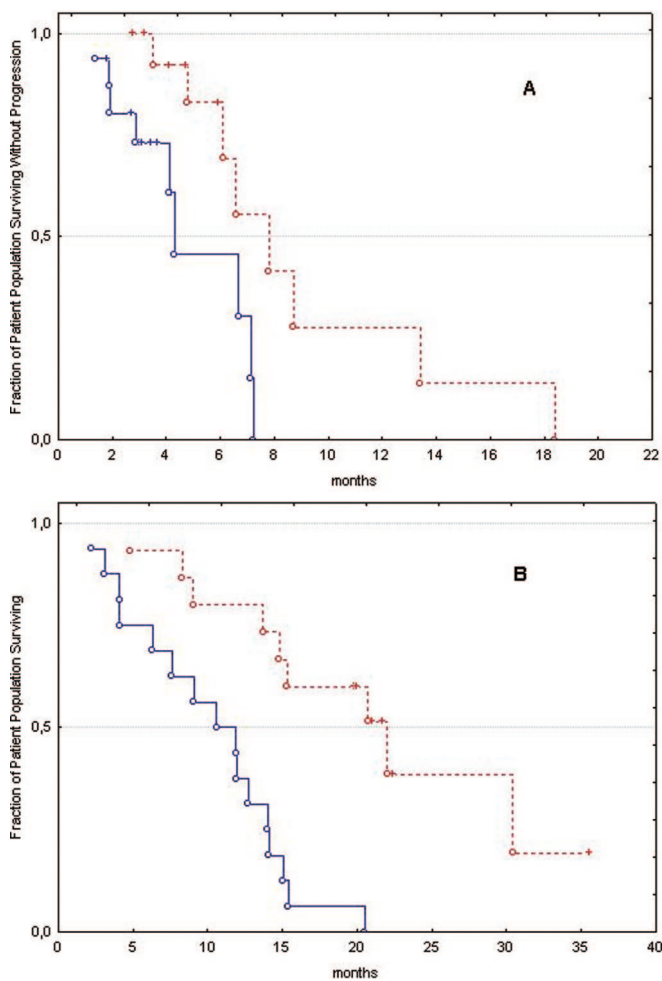 1,0
A
Fraction of Patient Population Surviving Without Progression
0,5
0,0
0 2 4 6 8 10 12 14 16 18 20 22
months
1,0
B
Fraction of Patient Population Surviving
0,5
0,0
0 5 10 15 20 25 30 35 40
months